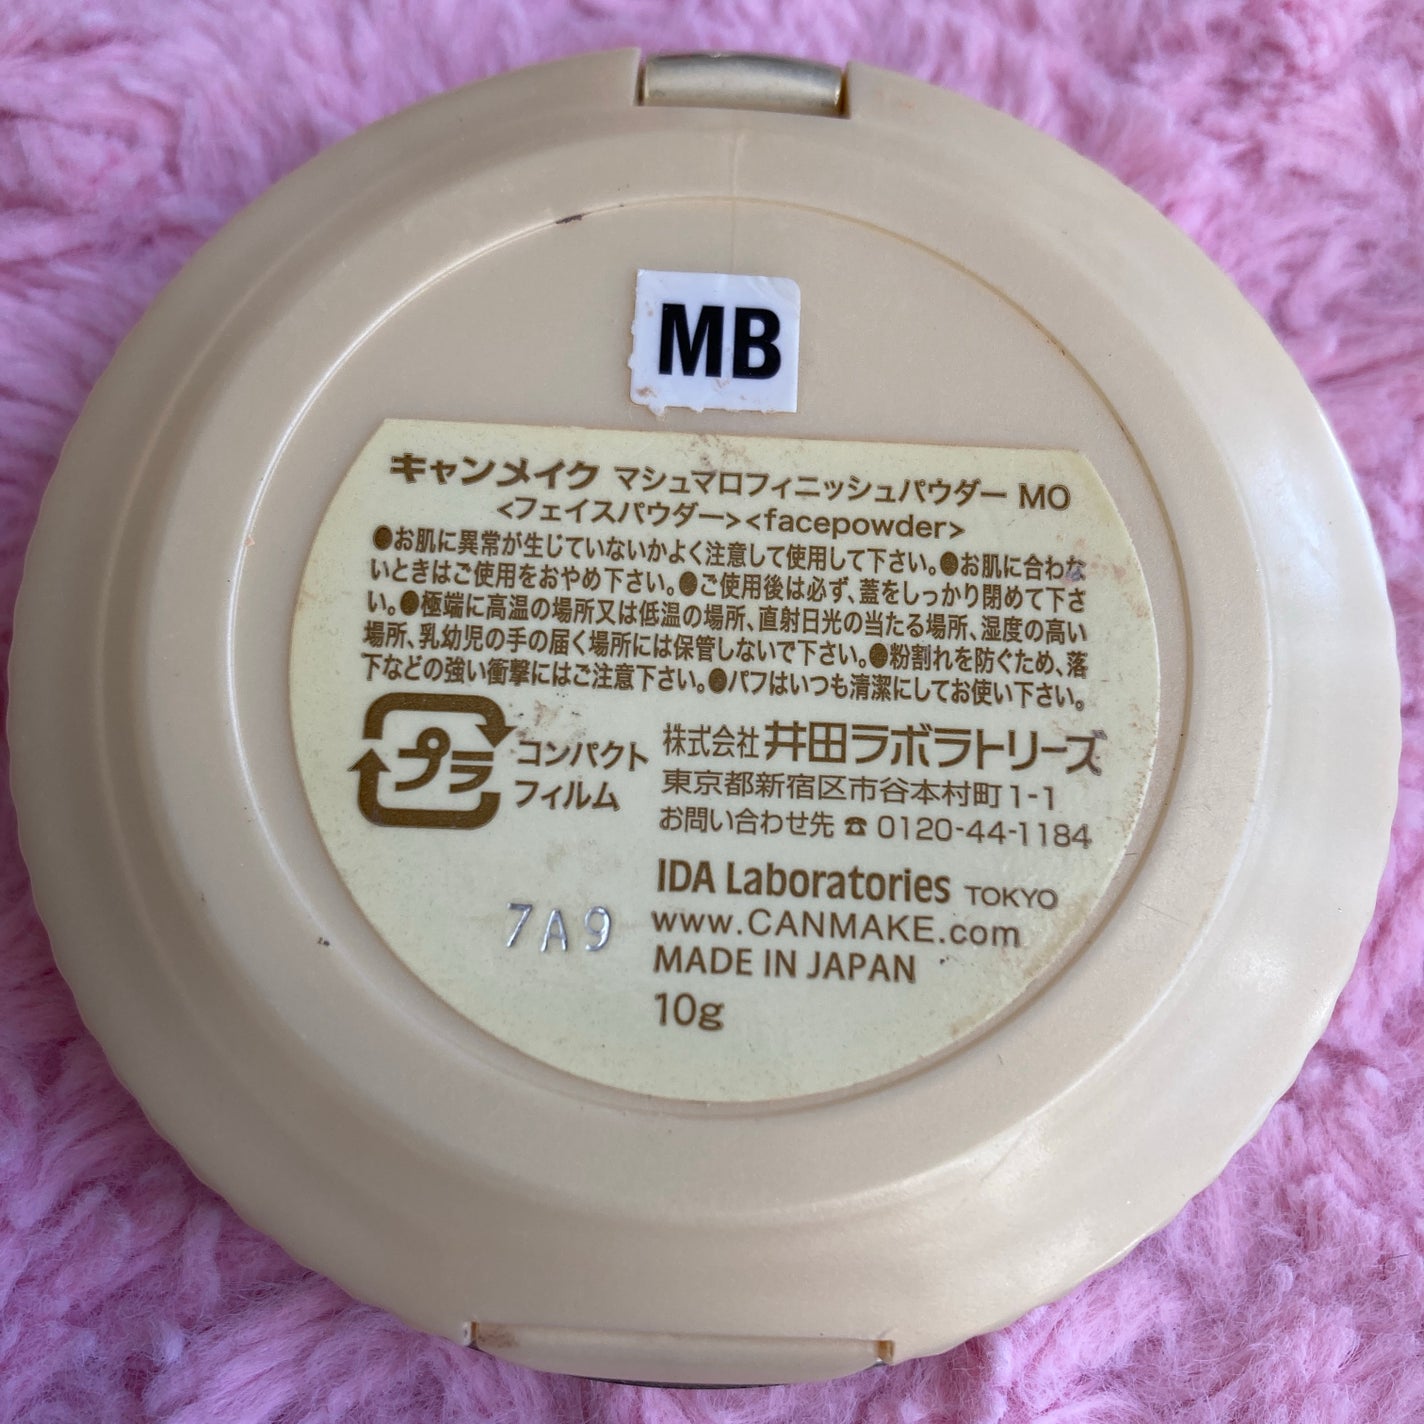 MB
キャンメイク マシュマロフィニッシュパウダー MO
<フェイスパウダー><facepowder>
●お肌に異常が生じていないかよく注意して使用して下さい。●お肌に合わな
いときはご使用をおやめ下さい。●ご使用後は必ず、蓋をしっかり閉めて下さ
い。●極端に高温の場所又は低温の場所、直射日光の当たる場所、湿度の高い
場所、乳幼児の手の届く場所には保管しないで下さい。●粉割れを防ぐため、落
下などの強い衝撃にはご注意下さい。●パフはいつも清潔にしてお使い下さい。
プラ
コンパクト
フィルム
株式会社 井田ラボラトリーズ
東京都新宿区市谷本村町1-1
お問い合わせ先 ☎ 0120-44-1184
IDA Laboratories TOKYO
www.CANMAKE.com
MADE IN JAPAN
10g
7A9